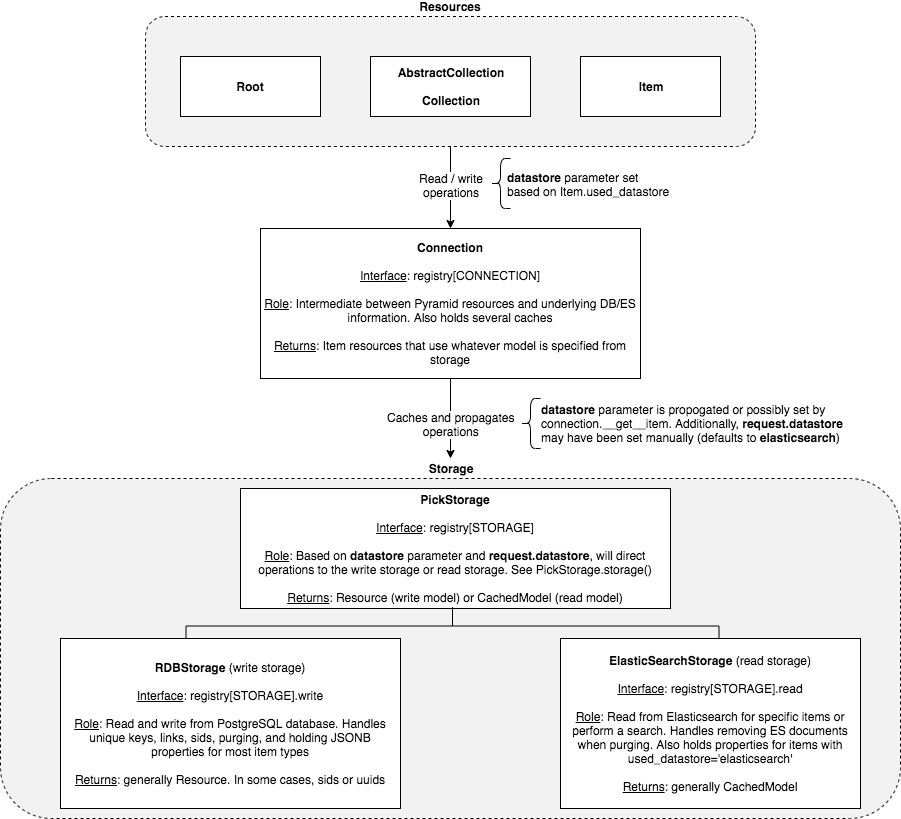 Resources
Root
AbstractCollection
Collection
Item
Read / write
operations
datastore parameter set
based on Item.used_datastore
Connection
Interface: registry[CONNECTION]
Role: Intermediate between Pyramid resources and underlying DB/ES
information. Also holds several caches
Returns: Item resources that use whatever model is specified from
storage
Caches and propagates
operations
datastore parameter is propogated or possibly set by
connection.__get__item. Additionally, request.datastore
may have been set manually (defaults to elasticsearch)
Storage
PickStorage
Interface: registry[STORAGE]
Role: Based on datastore parameter and request.datastore, will direct
operations to the write storage or read storage. See PickStorage.storage()
Returns: Resource (write model) or CachedModel (read model)
RDBStorage (write storage)
Interface: registry[STORAGE].write
Role: Read and write from PostgreSQL database. Handles
unique keys, links, sids, purging, and holding JSONB
properties for most item types
Returns: generally Resource. In some cases, sids or uuids
ElasticSearchStorage (read storage)
Interface: registry[STORAGE].read
Role: Read from Elasticsearch for specific items or
perform a search. Handles removing ES documents
when purging. Also holds properties for items with
used_datastore='elasticsearch'
Returns: generally CachedModel